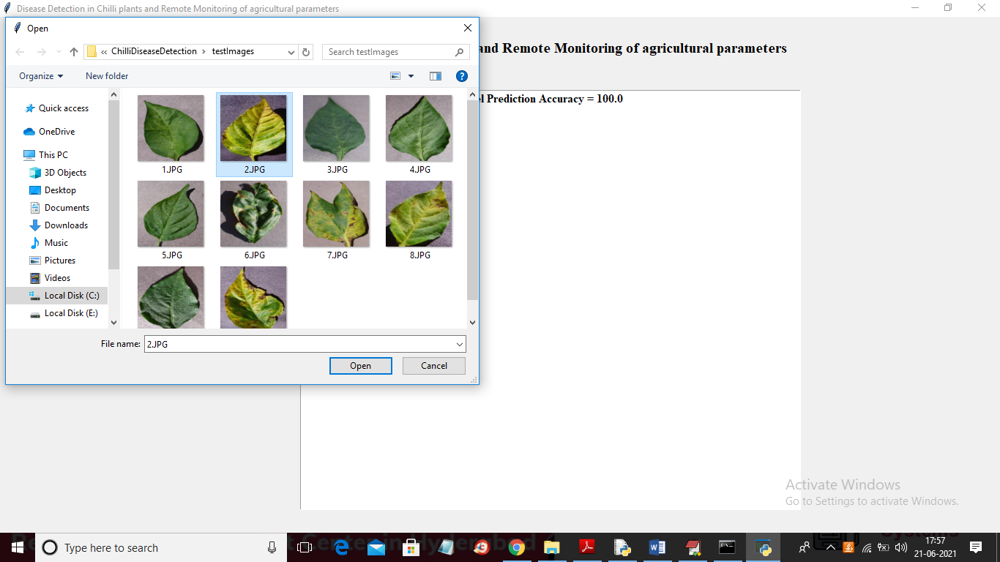 Disease Detection in Chilli plants and Remote Monitoring of agricultural parameters
Open
and Remote Monitoring of agricultural parameters
« ChilliDiseaseDetection › testImages
Search testImages
Organize
New folder
Prediction Accuracy = 100.0
Quick access
OneDrive
This PC
3D Objects
Desktop
Documents
Downloads
Music
Pictures
Videos
Local Disk (C:)
Local Disk (E:)
1.JPG
2.JPG
3.JPG
4.JPG
5.JPG
6.JPG
7.JPG
8.JPG
File name:
2.JPG
Open
Cancel
Activate Windows
Go to Settings to activate Windows.
Type here to search
Systems
17:57
21-06-2021